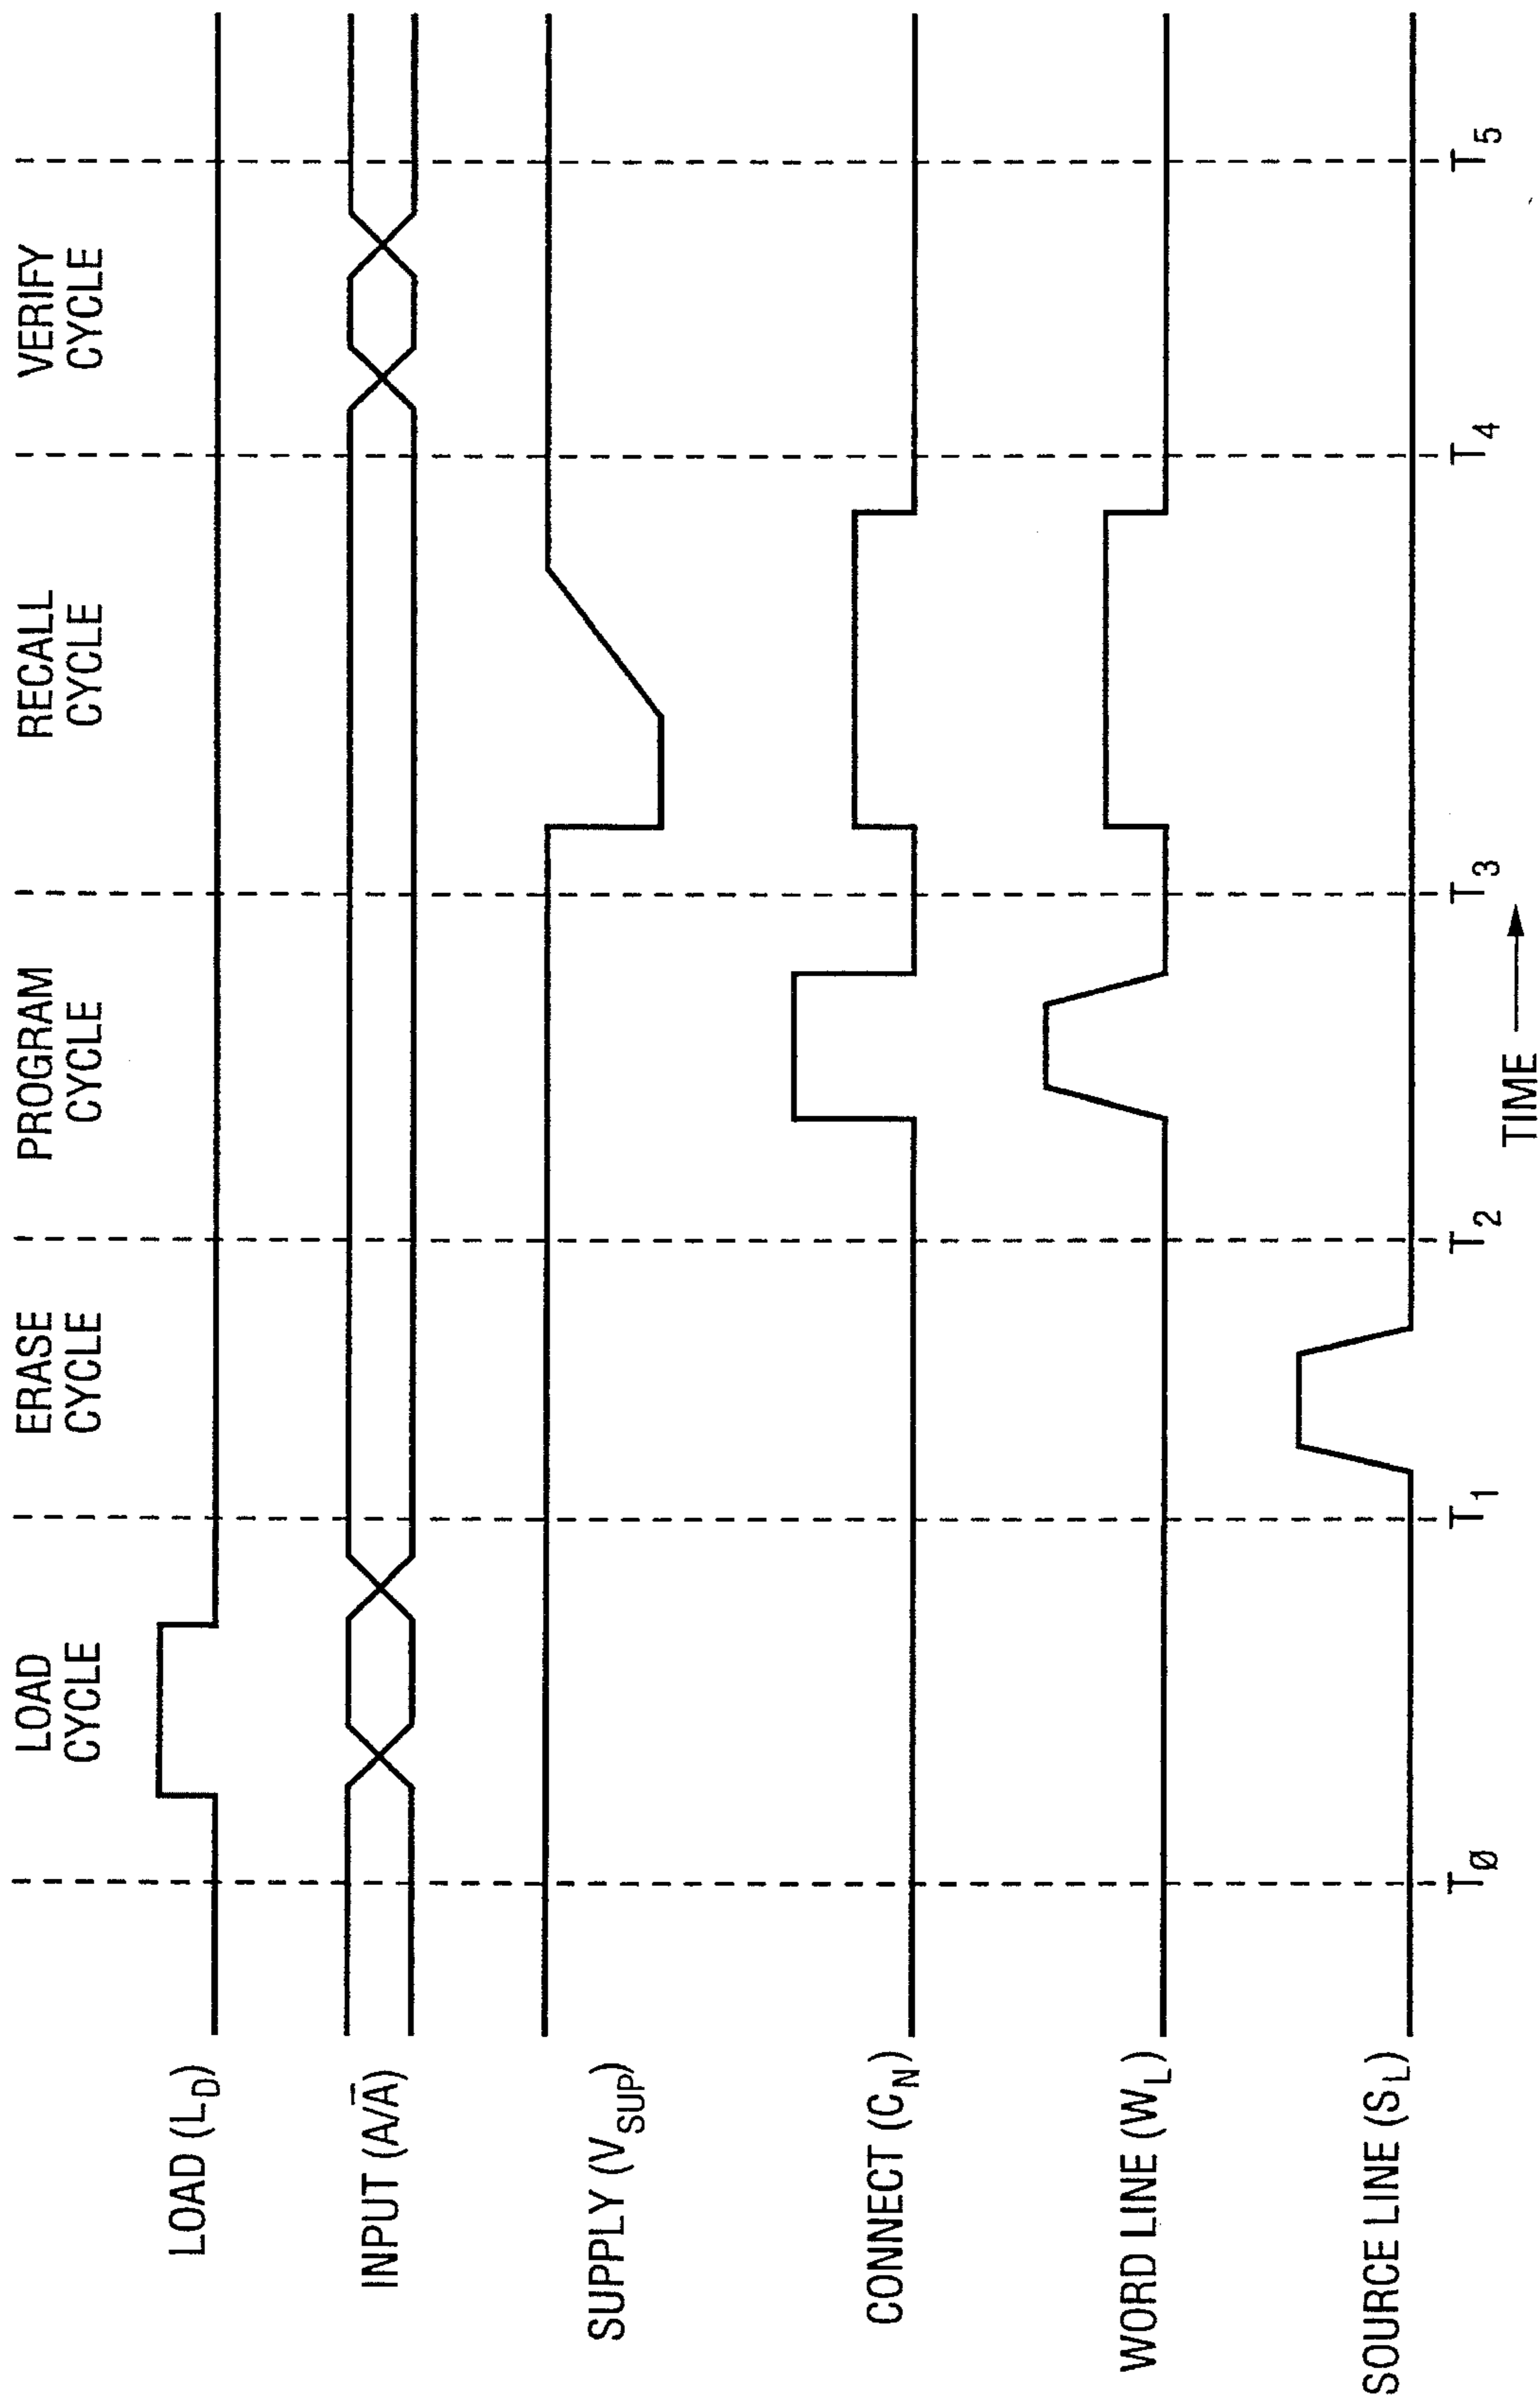 LOAD
CYCLE
ERASE
CYCLE
PROGRAM
CYCLE
RECALL
CYCLE
VERIFY
CYCLE
LOAD (L_D)
INPUT (A/A̅)
SUPPLY (V_SUP)
CONNECT (C_N)
WORD LINE (W_L)
SOURCE LINE (S_L)
T_Ø
T_1
T_2
T_3
T_4
T_5
TIME →